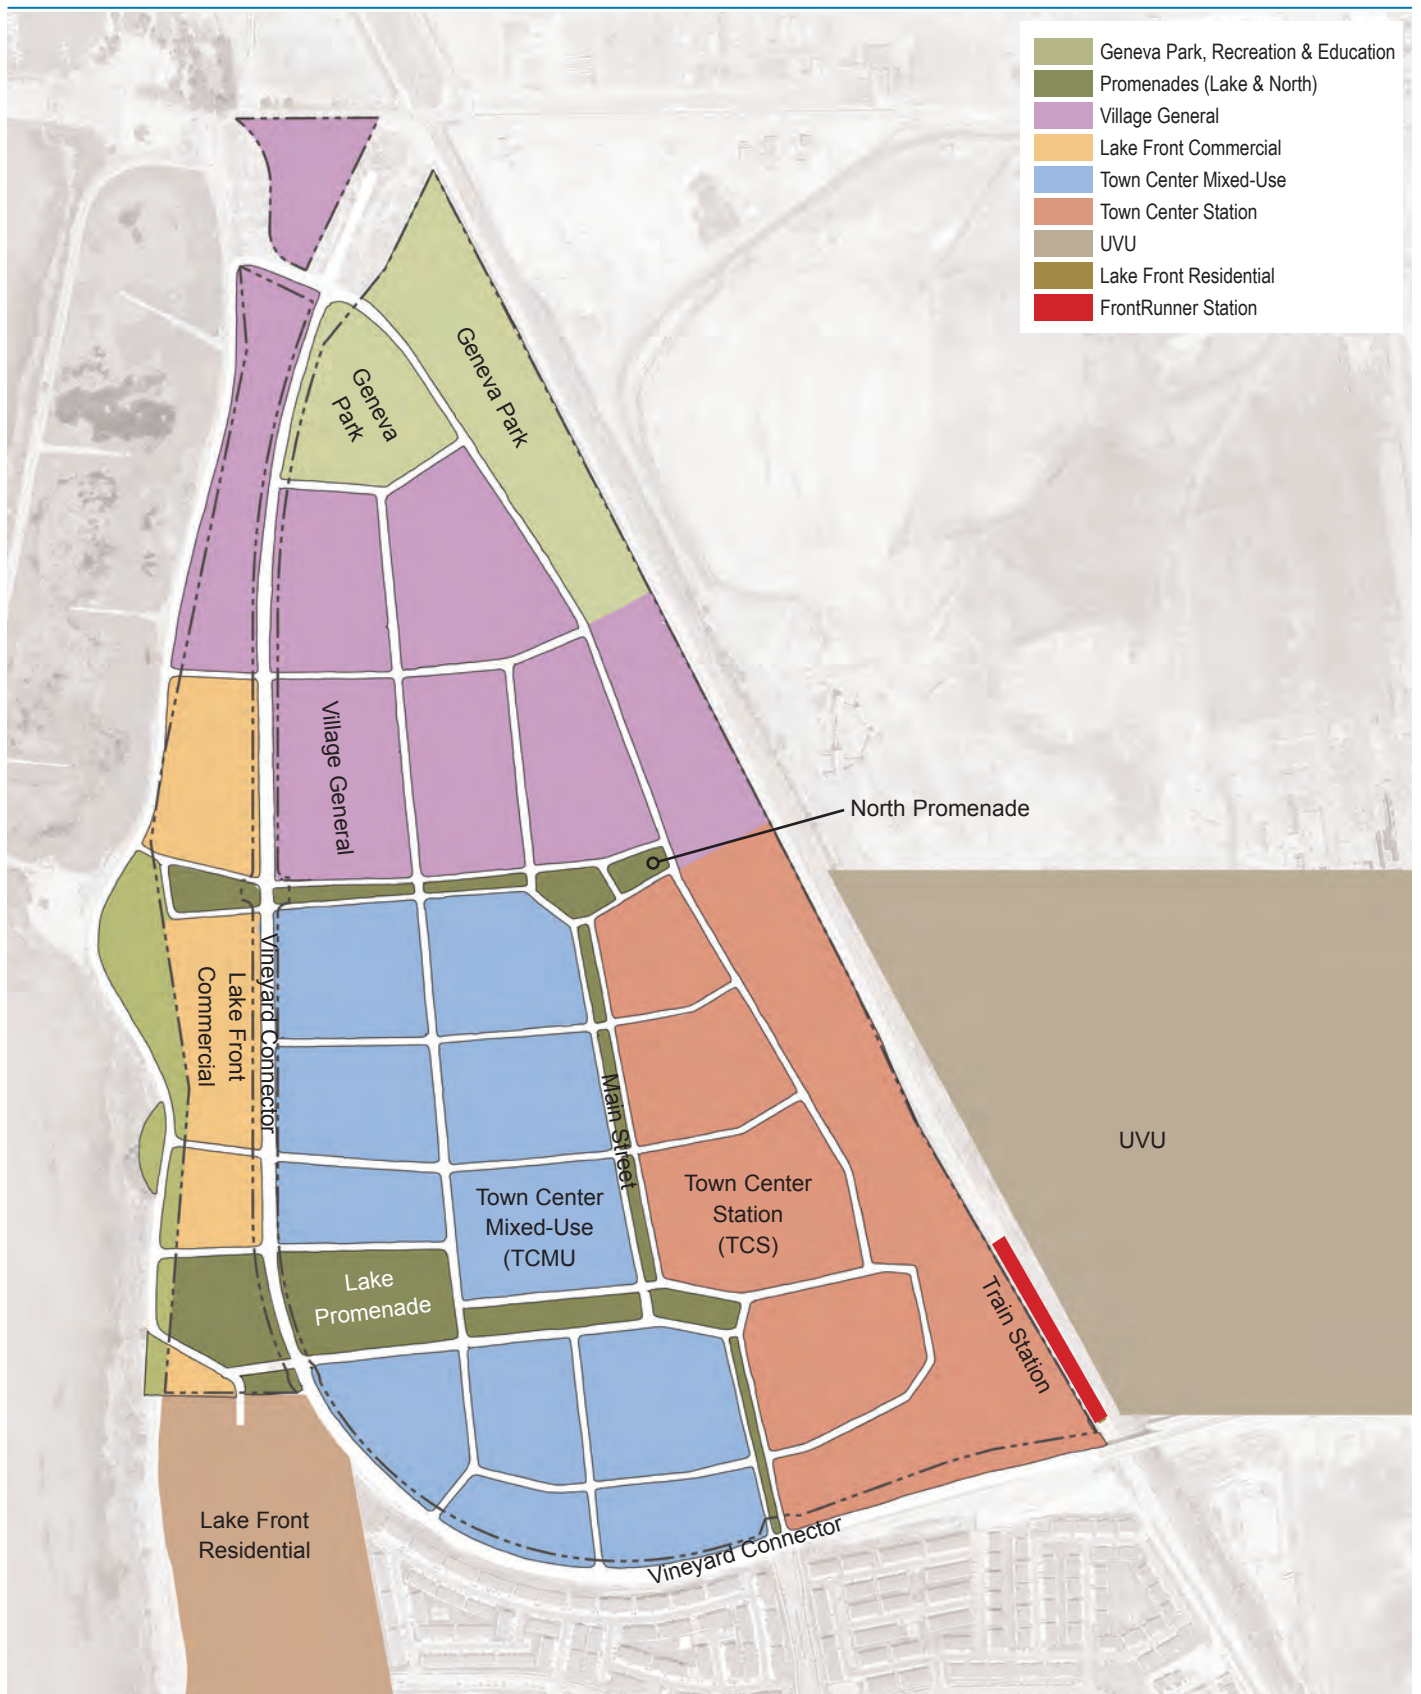 Geneva Park, Recreation & Education
Promenades (Lake & North)
Village General
Lake Front Commercial
Town Center Mixed-Use
Town Center Station
UVU
Lake Front Residential
FrontRunner Station
Geneva Park
Geneva
Park
Village General
North Promenade
Vineyard Connector
Lake Front
Commercial
Main Street
UVU
Town Center
Mixed-Use
(TCMU
Town Center
Station
(TCS)
Lake
Promenade
Train Station
Lake Front
Residential
Vineyard Connector